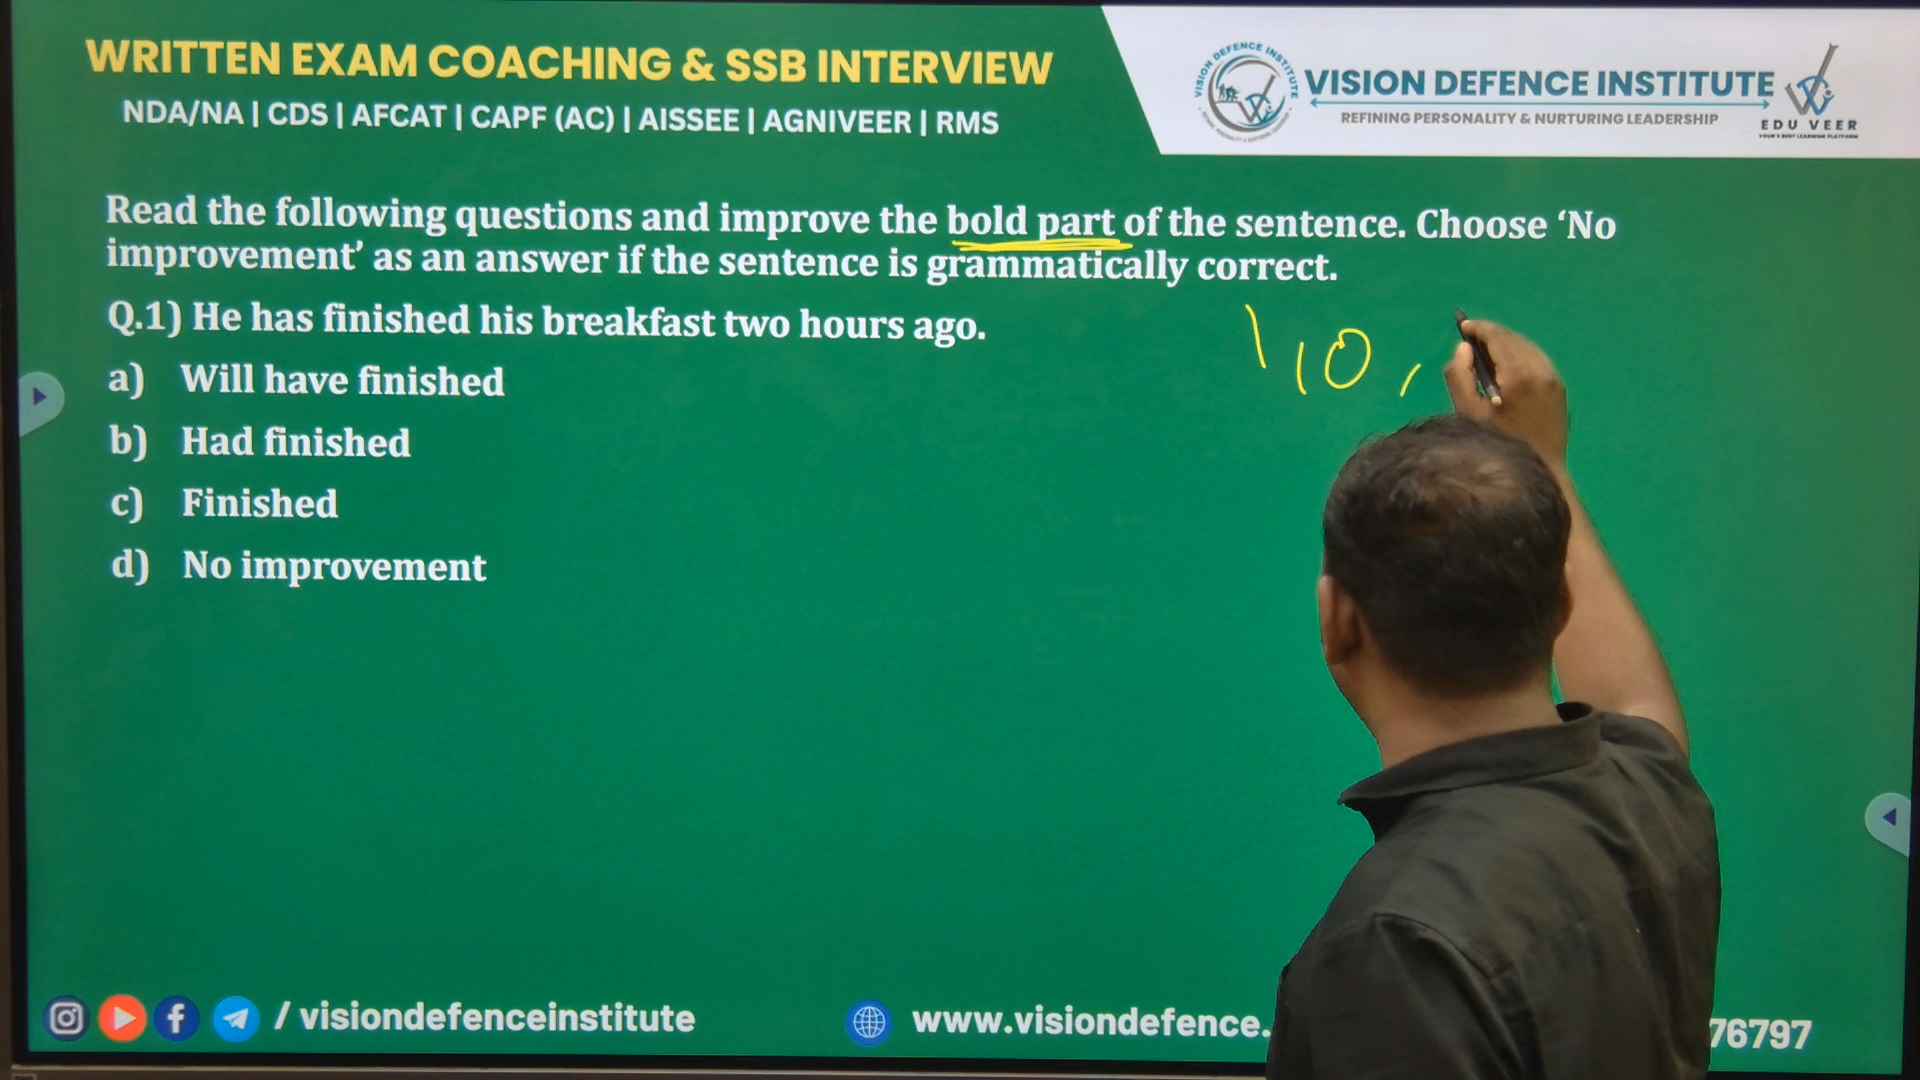 WRITTEN EXAM COACHING & SSB INTERVIEW
NDA/NA | CDS | AFCAT | CAPF (AC) | AISSEE | AGNIVEER | RMS
VISION DEFENCE INSTITUTE
VISION DEFENCE INSTITUTE
REFINING PERSONALITY & NURTURING LEADERSHIP
EDU VEER
Read the following questions and improve the bold part of the sentence. Choose ‘No
improvement’ as an answer if the sentence is grammatically correct.
Q.1) He has finished his breakfast two hours ago.
a) Will have finished
b) Had finished
c) Finished
d) No improvement
/ visiondefenceinstitute
www.visiondefence.
76797